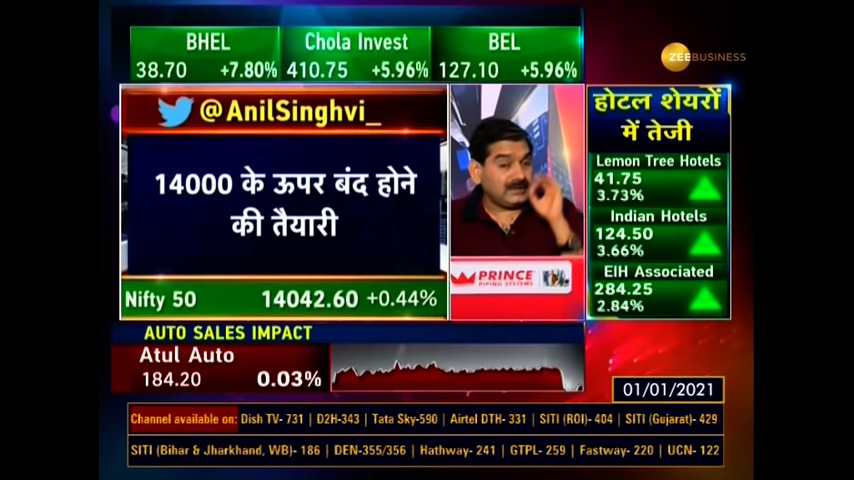 BHEL
38.70 +7.80%
Chola Invest
410.75 +5.96%
BEL
127.10 +5.96%
ZEEBUSINESS
@AnilSinghvi_
14000 के ऊपर बंद होने
की तैयारी
Nifty 50 14042.60 +0.44%
PRINCE
PIPING SYSTEMS
होटल शेयरों
में तेजी
Lemon Tree Hotels
41.75
3.73%
Indian Hotels
124.50
3.66%
EIH Associated
284.25
2.84%
AUTO SALES IMPACT
Atul Auto
184.20 0.03%
01/01/2021
Channel available on: Dish TV- 731 | D2H-343 | Tata Sky-590 | Airtel DTH- 331 | SITI (ROI)- 404 | SITI (Gujarat)- 429
SITI (Bihar & Jharkhand, WB)- 186 | DEN-355/356 | Hathway- 241 | GTPL- 259 | Fastway- 220 | UCN- 122